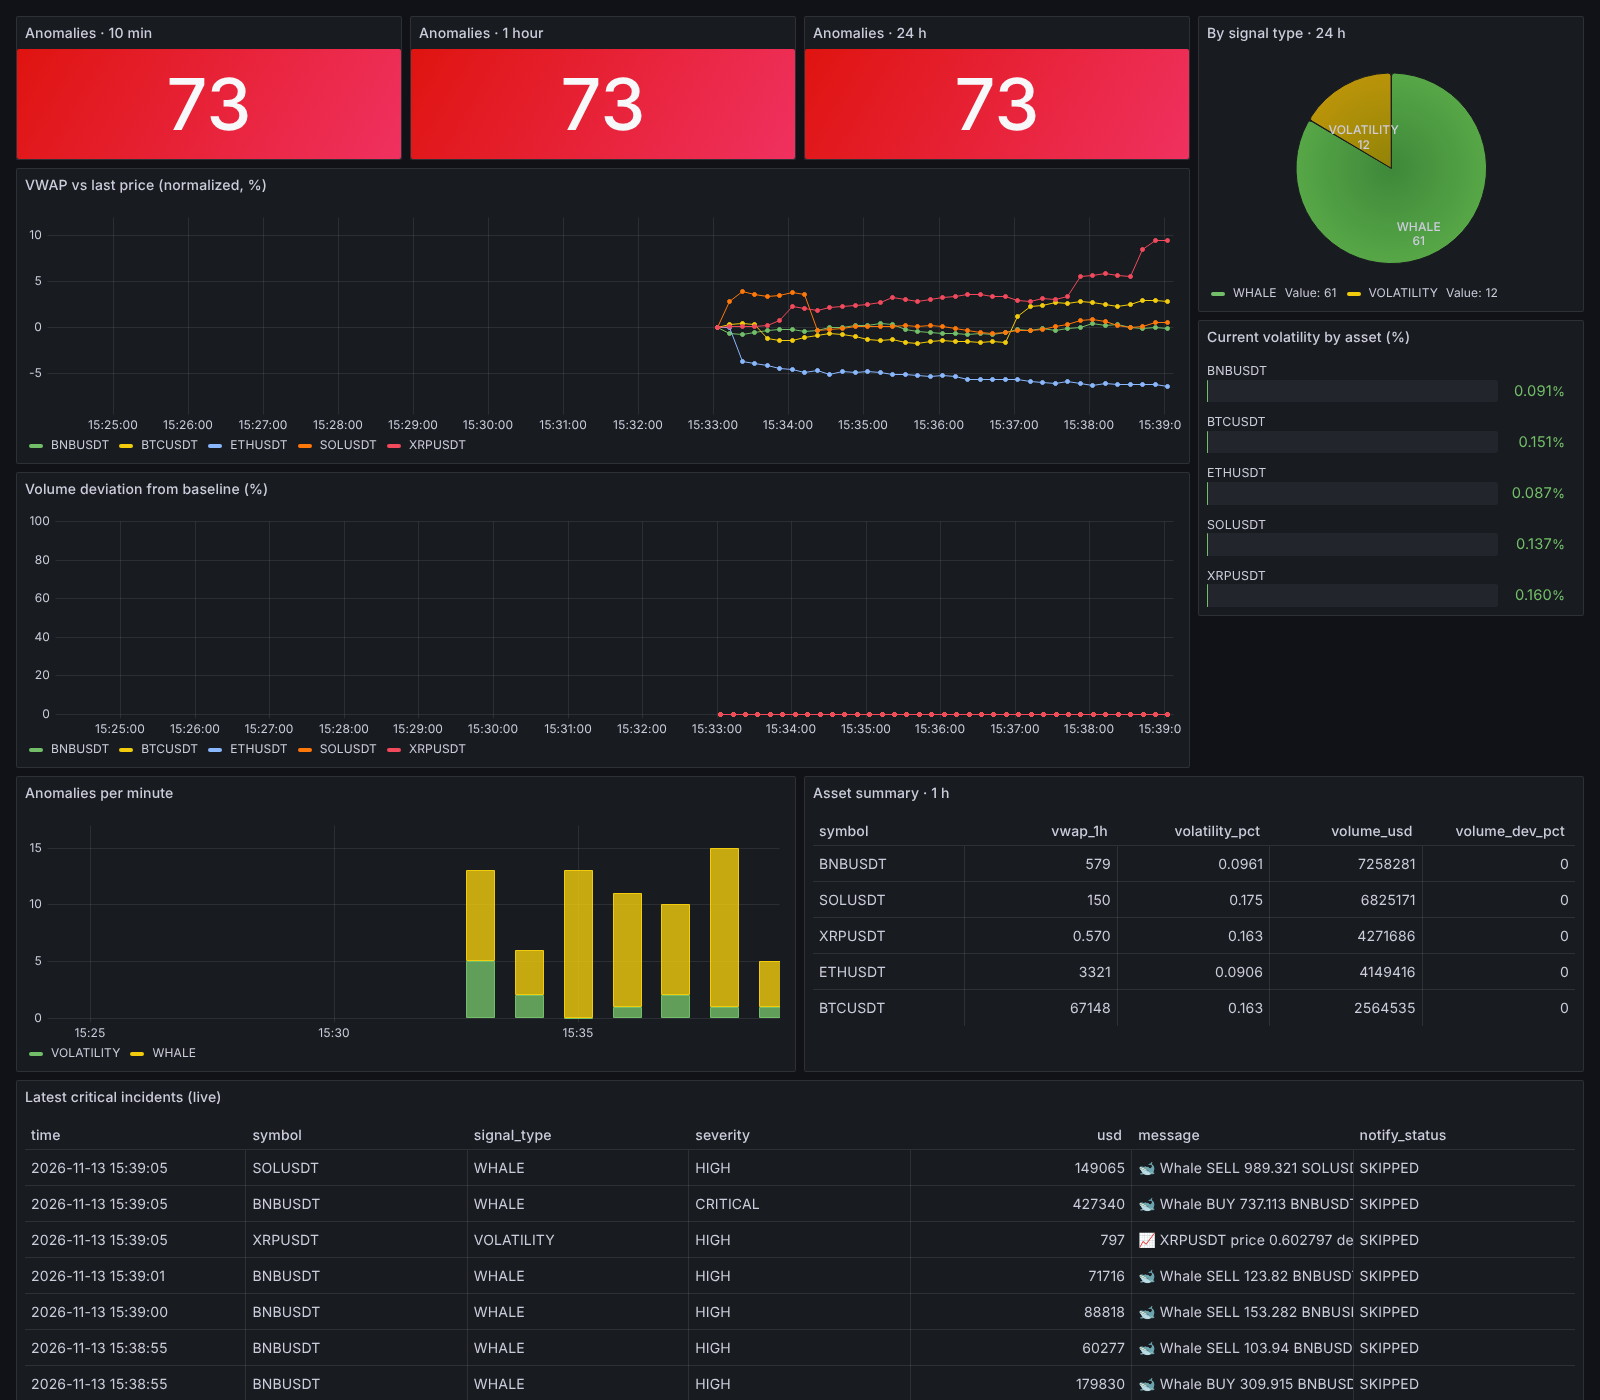 Anomalies · 10 min
73
Anomalies · 1 hour
73
Anomalies · 24 h
73
By signal type · 24 h
VOLATILITY
12
WHALE
61
WHALE Value: 61 VOLATILITY Value: 12
VWAP vs last price (normalized, %)
10
5
0
-5
15:25:00 15:26:00 15:27:00 15:28:00 15:29:00 15:30:00 15:31:00 15:32:00 15:33:00 15:34:00 15:35:00 15:36:00 15:37:00 15:38:00 15:39:0
BNBUSDT BTCUSDT ETHUSDT SOLUSDT XRPUSDT
Current volatility by asset (%)
BNBUSDT
0.091%
BTCUSDT
0.151%
ETHUSDT
0.087%
SOLUSDT
0.137%
XRPUSDT
0.160%
Volume deviation from baseline (%)
100
80
60
40
20
0
15:25:00 15:26:00 15:27:00 15:28:00 15:29:00 15:30:00 15:31:00 15:32:00 15:33:00 15:34:00 15:35:00 15:36:00 15:37:00 15:38:00 15:39:0
BNBUSDT BTCUSDT ETHUSDT SOLUSDT XRPUSDT
Anomalies per minute
15
10
5
0
15:25 15:30 15:35
VOLATILITY WHALE
Asset summary · 1 h
symbol vwap_1h volatility_pct volume_usd volume_dev_pct
BNBUSDT 579 0.0961 7258281 0
SOLUSDT 150 0.175 6825171 0
XRPUSDT 0.570 0.163 4271686 0
ETHUSDT 3321 0.0906 4149416 0
BTCUSDT 67148 0.163 2564535 0
Latest critical incidents (live)
time symbol signal_type severity usd message notify_status
2026-11-13 15:39:05 SOLUSDT WHALE HIGH 149065 🐋 Whale SELL 989.321 SOLUSD SKIPPED
2026-11-13 15:39:05 BNBUSDT WHALE CRITICAL 427340 🐋 Whale BUY 737.113 BNBUSDT SKIPPED
2026-11-13 15:39:05 XRPUSDT VOLATILITY HIGH 797 📈 XRPUSDT price 0.602797 de SKIPPED
2026-11-13 15:39:01 BNBUSDT WHALE HIGH 71716 🐋 Whale SELL 123.82 BNBUSDT SKIPPED
2026-11-13 15:39:00 BNBUSDT WHALE HIGH 88818 🐋 Whale SELL 153.282 BNBUS SKIPPED
2026-11-13 15:38:55 BNBUSDT WHALE HIGH 60277 🐋 Whale SELL 103.94 BNBUSD SKIPPED
2026-11-13 15:38:55 BNBUSDT WHALE HIGH 179830 🐋 Whale BUY 309.915 BNBUSD SKIPPED